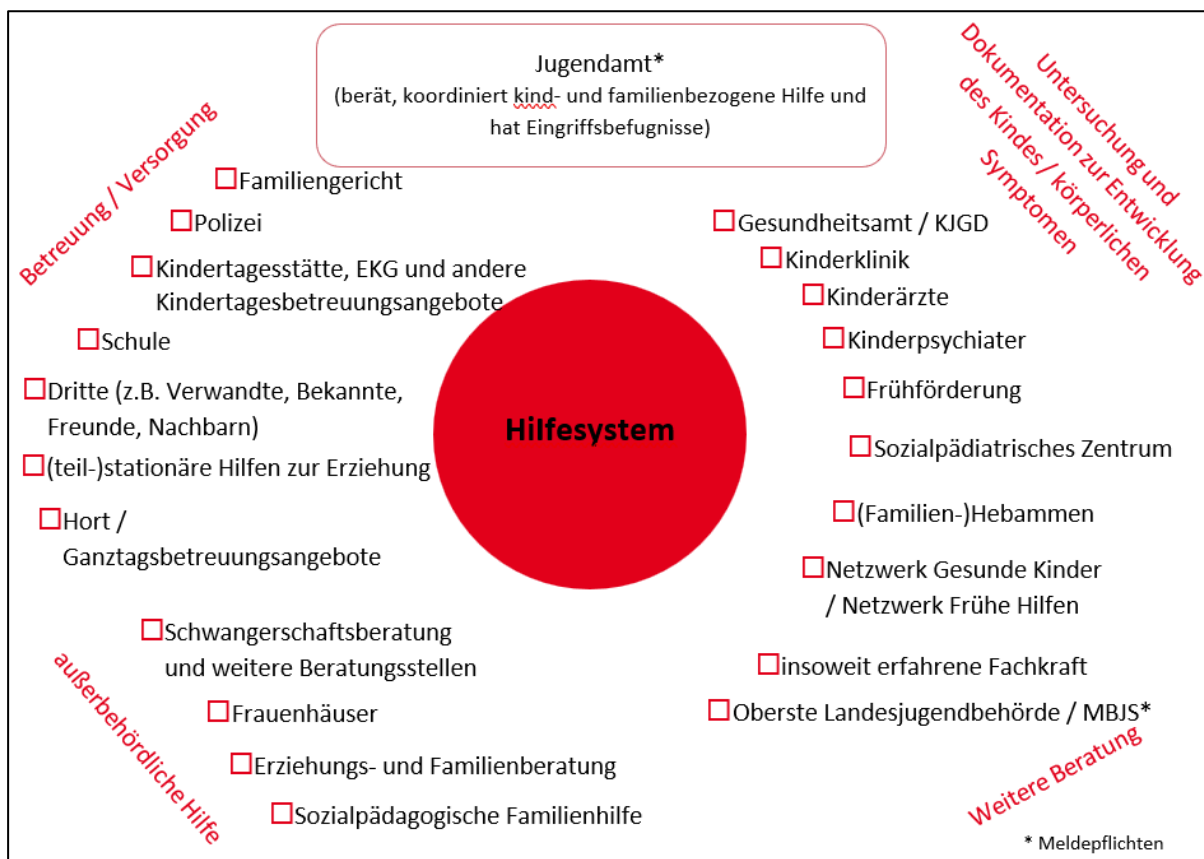 Jugendamt*
(berät, koordiniert kind- und familienbezogene Hilfe und
hat Eingriffsbefugnisse)
Betreuung / Versorgung
Familiengericht
Polizei
Kindertagesstätte, EKG und andere
Kindertagesbetreuungsangebote
Schule
Dritte (z.B. Verwandte, Bekannte,
Freunde, Nachbarn)
(teil-)stationäre Hilfen zur Erziehung
Hort /
Ganztagsbetreuungsangebote
Hilfesystem
Untersuchung und
Dokumentation zur Entwicklung
des Kindes / körperlichen
Symptomen
Gesundheitsamt / KJGD
Kinderklinik
Kinderärzte
Kinderpsychiater
Frühförderung
Sozialpädiatrisches Zentrum
(Familien-)Hebammen
Netzwerk Gesunde Kinder
/ Netzwerk Frühe Hilfen
außerbehördliche Hilfe
Schwangerschaftsberatung
und weitere Beratungsstellen
Frauenhäuser
Erziehungs- und Familienberatung
Sozialpädagogische Familienhilfe
insoweit erfahrene Fachkraft
Oberste Landesjugendbehörde / MBJS*
Weitere Beratung
* Meldepflichten